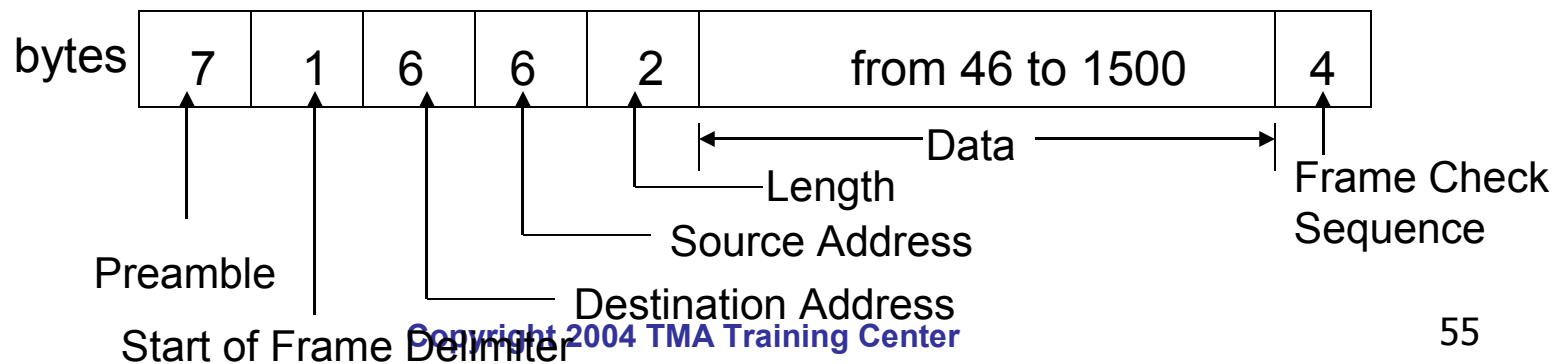 bytes 7 1 6 6 2 from 46 to 1500 4
Data
Length
Frame Check
Sequence
Source Address
Preamble
Destination Address
Start of Frame Delimiter
Copyright 2004 TMA Training Center
55